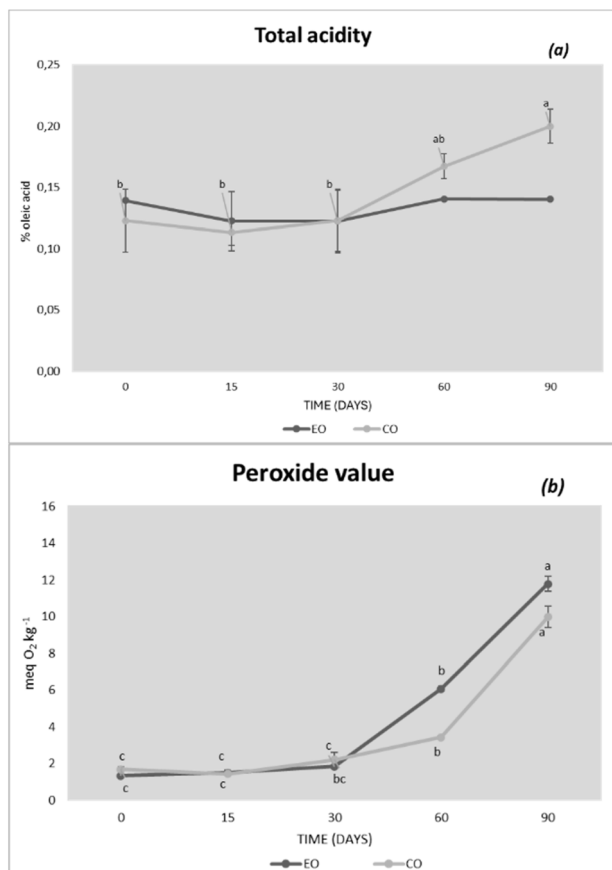 Total acidity
(a)
0,25
0,20
0,15
0,10
0,05
0,00
% oleic acid
b
b
b
ab
a
0
15
30
60
90
TIME (DAYS)
EO
CO
Peroxide value
(b)
16
14
12
10
8
6
4
2
0
meq O₂ kg⁻¹
c
c
c
b
a
c
c
bc
b
a
0
15
30
60
90
TIME (DAYS)
EO
CO